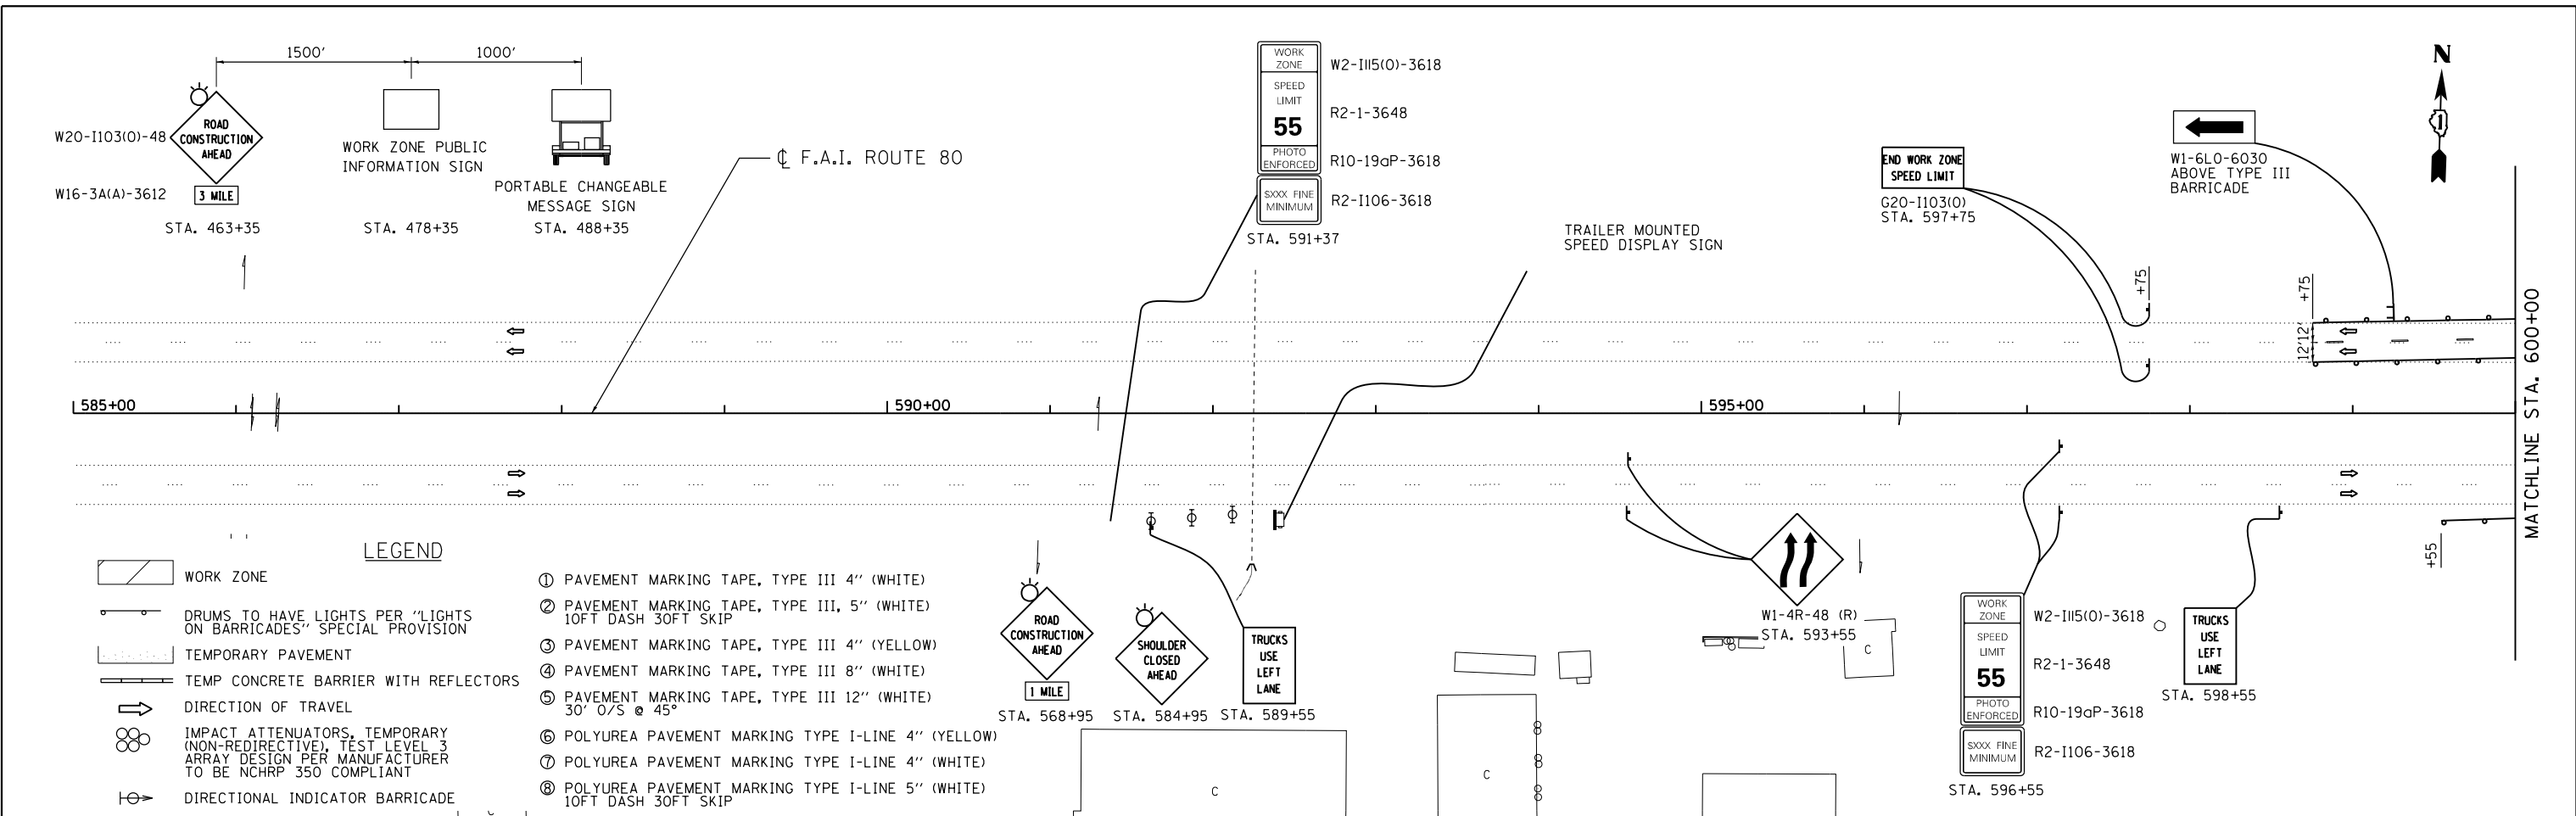 1500'
1000'
W20-I103(O)-48
ROAD
CONSTRUCTION
AHEAD
W16-3A(A)-3612
3 MILE
STA. 463+35
WORK ZONE PUBLIC
INFORMATION SIGN
STA. 478+35
PORTABLE CHANGEABLE
MESSAGE SIGN
STA. 488+35
℄ F.A.I. ROUTE 80
WORK
ZONE
W2-III5(O)-3618
SPEED
LIMIT
55
R2-1-3648
PHOTO
ENFORCED
R10-19aP-3618
$XXX FINE
MINIMUM
R2-I106-3618
STA. 591+37
TRAILER MOUNTED
SPEED DISPLAY SIGN
END WORK ZONE
SPEED LIMIT
G20-I103(O)
STA. 597+75
W1-6LO-6030
ABOVE TYPE III
BARRICADE
N
1
+75
+75
12'
12'
MATCHLINE STA. 600+00
585+00
590+00
595+00
+55
LEGEND
WORK ZONE
DRUMS TO HAVE LIGHTS PER "LIGHTS
ON BARRICADES" SPECIAL PROVISION
TEMPORARY PAVEMENT
TEMP CONCRETE BARRIER WITH REFLECTORS
DIRECTION OF TRAVEL
IMPACT ATTENUATORS, TEMPORARY
(NON-REDIRECTIVE), TEST LEVEL 3
ARRAY DESIGN PER MANUFACTURER
TO BE NCHRP 350 COMPLIANT
DIRECTIONAL INDICATOR BARRICADE
① PAVEMENT MARKING TAPE, TYPE III 4" (WHITE)
② PAVEMENT MARKING TAPE, TYPE III, 5" (WHITE)
10FT DASH 30FT SKIP
③ PAVEMENT MARKING TAPE, TYPE III 4" (YELLOW)
④ PAVEMENT MARKING TAPE, TYPE III 8" (WHITE)
⑤ PAVEMENT MARKING TAPE, TYPE III 12" (WHITE)
30' O/S @ 45°
⑥ POLYUREA PAVEMENT MARKING TYPE I-LINE 4" (YELLOW)
⑦ POLYUREA PAVEMENT MARKING TYPE I-LINE 4" (WHITE)
⑧ POLYUREA PAVEMENT MARKING TYPE I-LINE 5" (WHITE)
10FT DASH 30FT SKIP
ROAD
CONSTRUCTION
AHEAD
1 MILE
STA. 568+95
SHOULDER
CLOSED
AHEAD
STA. 584+95
TRUCKS
USE
LEFT
LANE
STA. 589+55
C
C
C
W1-4R-48 (R)
STA. 593+55
WORK
ZONE
W2-III5(O)-3618
SPEED
LIMIT
55
R2-1-3648
PHOTO
ENFORCED
R10-19aP-3618
$XXX FINE
MINIMUM
R2-I106-3618
STA. 596+55
TRUCKS
USE
LEFT
LANE
STA. 598+55